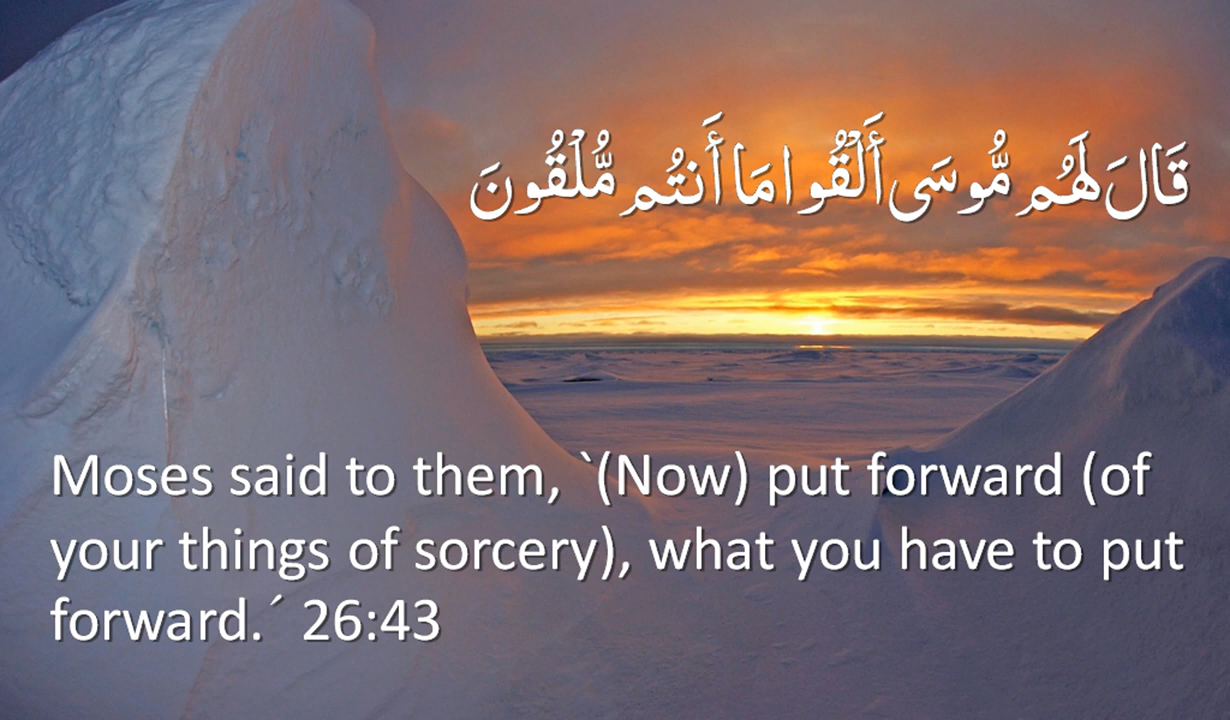 قَالَ لَهُم مُّوسَى أَلْقُوا مَا أَنتُم مُّلْقُونَ
Moses said to them, `(Now) put forward (of
your things of sorcery), what you have to put
forward.´ 26:43